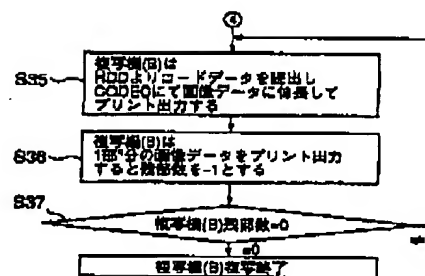 4
S35
複写機(B)は
HDDよりコードデータを読出し
CODECにて画像データに伸長して
プリント出力する
S36
複写機(B)は
1部分の画像データをプリント出力
すると残部数を-1とする
S37
複写機(B)残部数=0
=0
複写機(B)複写終了